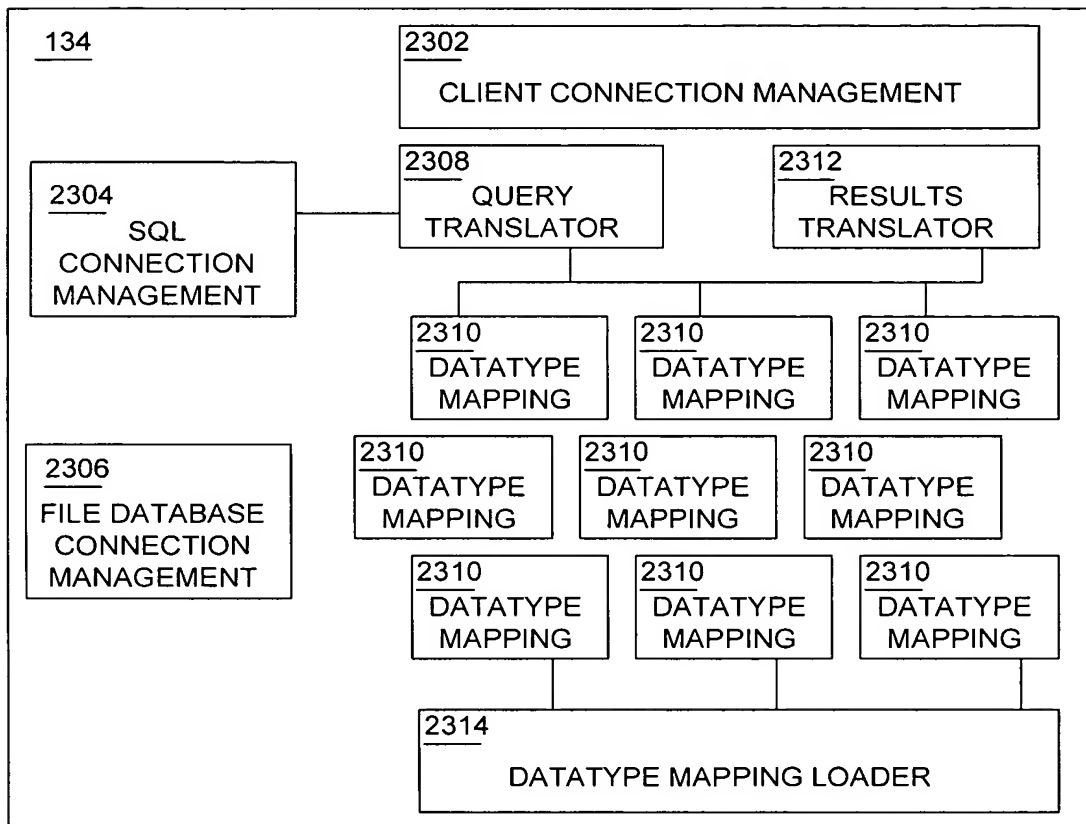 134
2302
CLIENT CONNECTION MANAGEMENT
2304
SQL
CONNECTION
MANAGEMENT
2308
QUERY
TRANSLATOR
2312
RESULTS
TRANSLATOR
2310
DATATYPE
MAPPING
2310
DATATYPE
MAPPING
2310
DATATYPE
MAPPING
2306
FILE DATABASE
CONNECTION
MANAGEMENT
2310
DATATYPE
MAPPING
2310
DATATYPE
MAPPING
2310
DATATYPE
MAPPING
2310
DATATYPE
MAPPING
2310
DATATYPE
MAPPING
2310
DATATYPE
MAPPING
2314
DATATYPE MAPPING LOADER